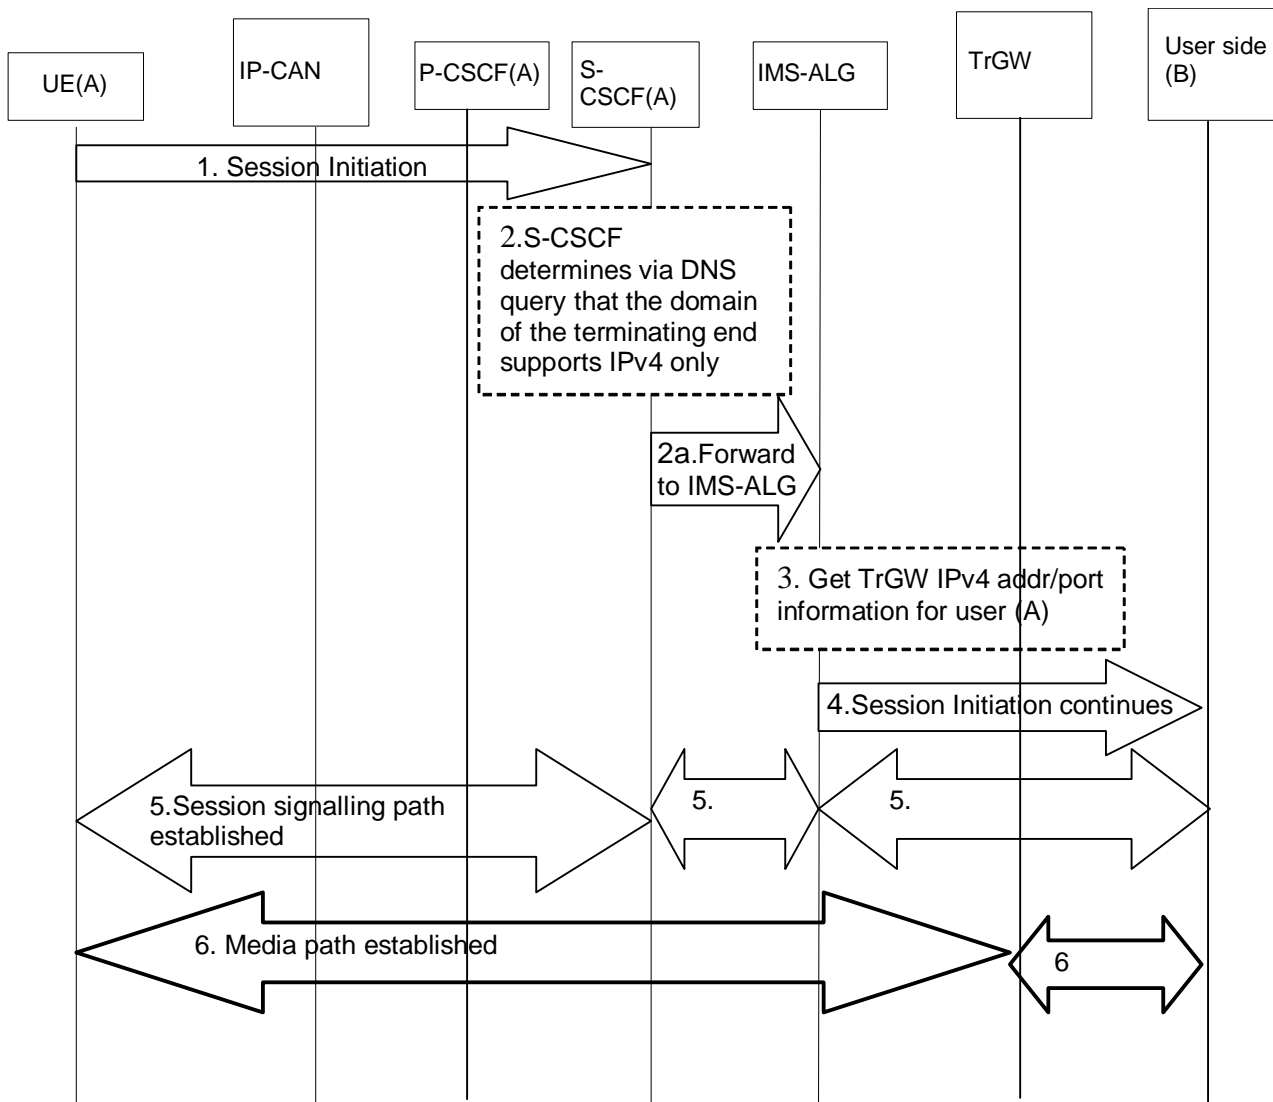 UE(A)
IP-CAN
P-CSCF(A)
S-
CSCF(A)
IMS-ALG
TrGW
User side
(B)
1. Session Initiation
2.S-CSCF
determines via DNS
query that the domain
of the terminating end
supports IPv4 only
2a.Forward
to IMS-ALG
3. Get TrGW IPv4 addr/port
information for user (A)
4.Session Initiation continues
5.Session signalling path
established
5.
5.
6. Media path established
6